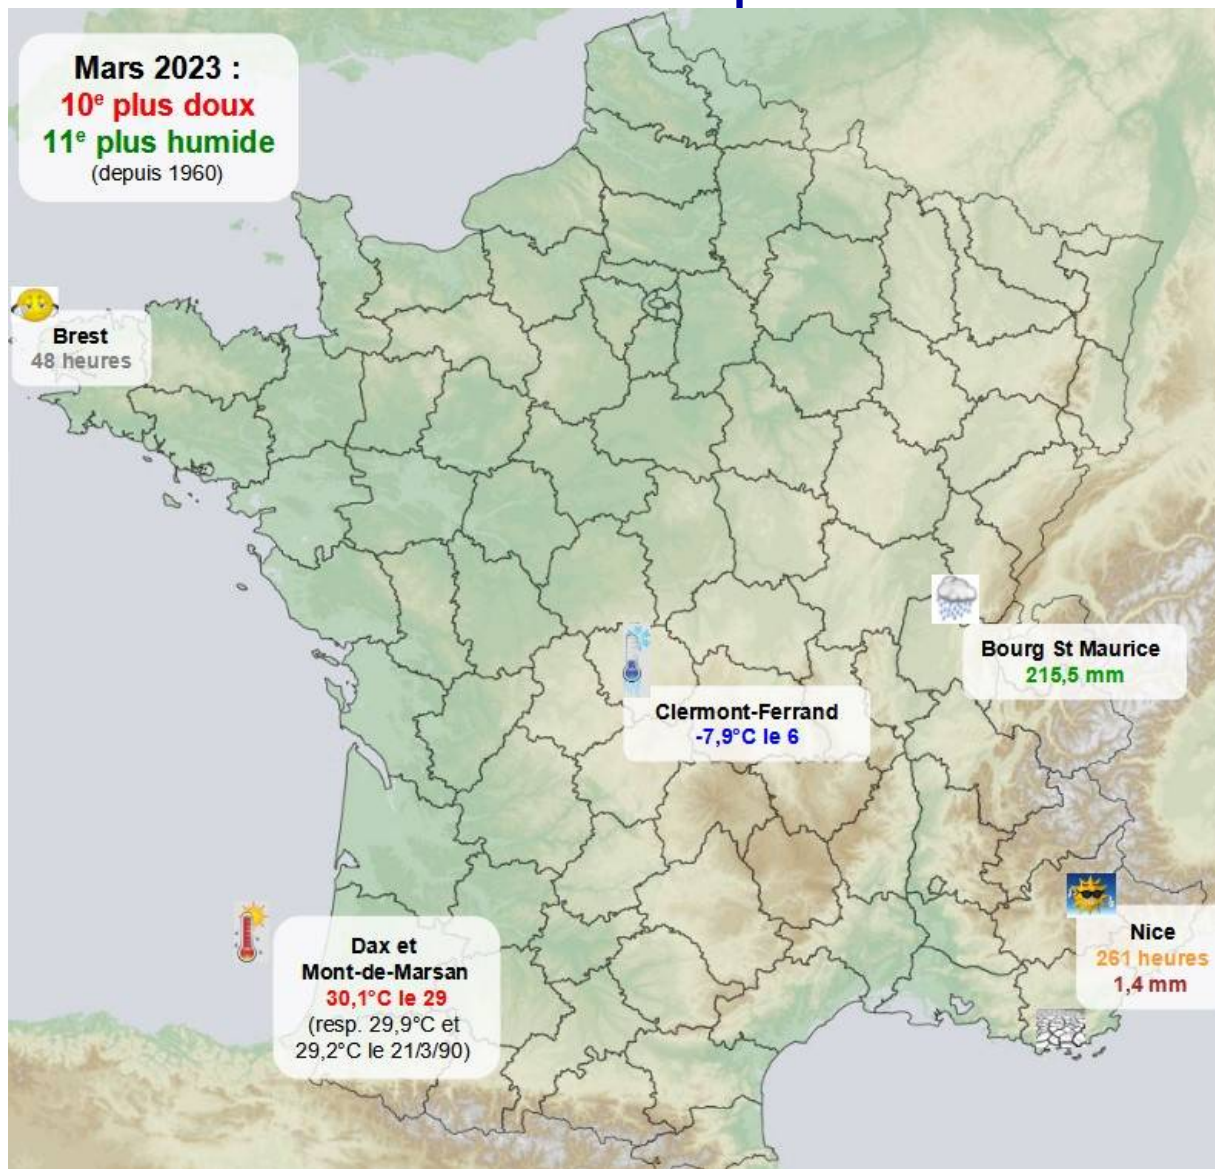 Mars 2023 :
10e plus doux
11e plus humide
(depuis 1960)
Brest
48 heures
Bourg St Maurice
215,5 mm
Clermont-Ferrand
-7,9°C le 6
Dax et
Mont-de-Marsan
30,1°C le 29
(resp. 29,9°C et
29,2°C le 21/3/90)
Nice
261 heures
1,4 mm